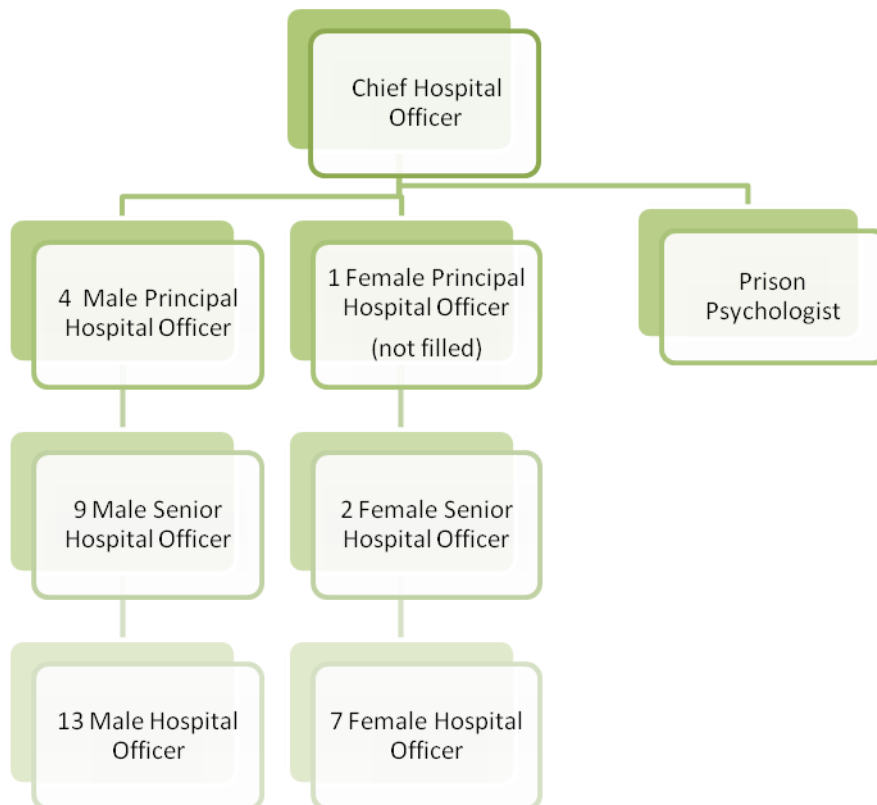 Chief Hospital
Officer
4 Male Principal
Hospital Officer
1 Female Principal
Hospital Officer
(not filled)
Prison
Psychologist
9 Male Senior
Hospital Officer
2 Female Senior
Hospital Officer
13 Male Hospital
Officer
7 Female Hospital
Officer